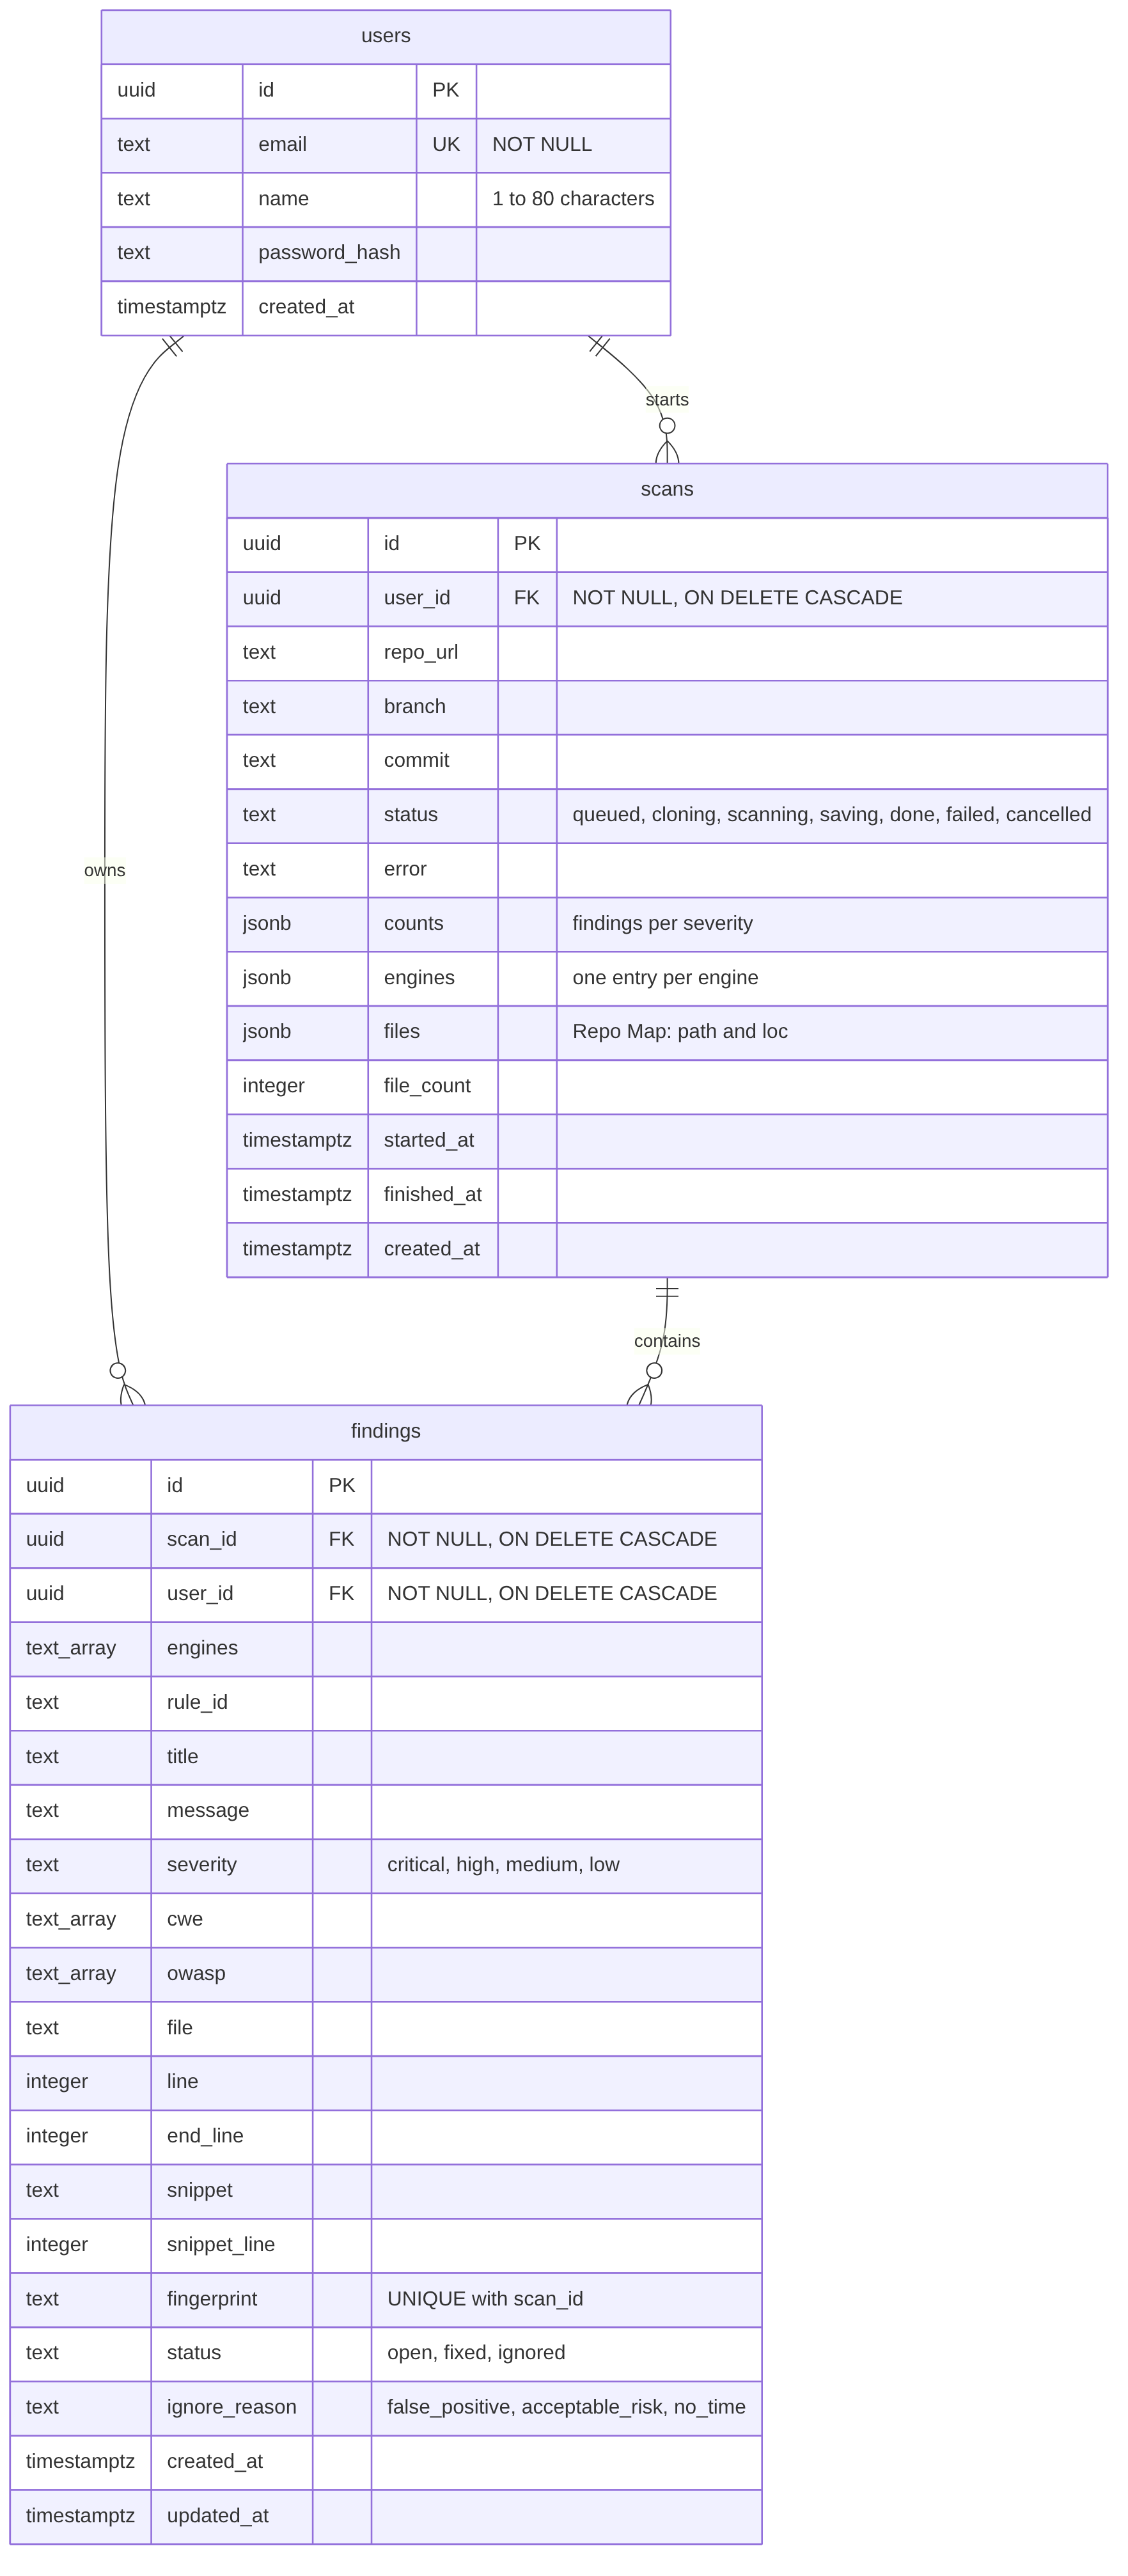 users
uuid id PK
text email UK NOT NULL
text name 1 to 80 characters
text password_hash
timestamptz created_at
starts
scans
uuid id PK
uuid user_id FK NOT NULL, ON DELETE CASCADE
text repo_url
text branch
text commit
text status queued, cloning, scanning, saving, done, failed, cancelled
owns
text error
jsonb counts findings per severity
jsonb engines one entry per engine
jsonb files Repo Map: path and loc
integer file_count
timestamptz started_at
timestamptz finished_at
timestamptz created_at
contains
findings
uuid id PK
uuid scan_id FK NOT NULL, ON DELETE CASCADE
uuid user_id FK NOT NULL, ON DELETE CASCADE
text_array engines
text rule_id
text title
text message
text severity critical, high, medium, low
text_array cwe
text_array owasp
text file
integer line
integer end_line
text snippet
integer snippet_line
text fingerprint UNIQUE with scan_id
text status open, fixed, ignored
text ignore_reason false_positive, acceptable_risk, no_time
timestamptz created_at
timestamptz updated_at